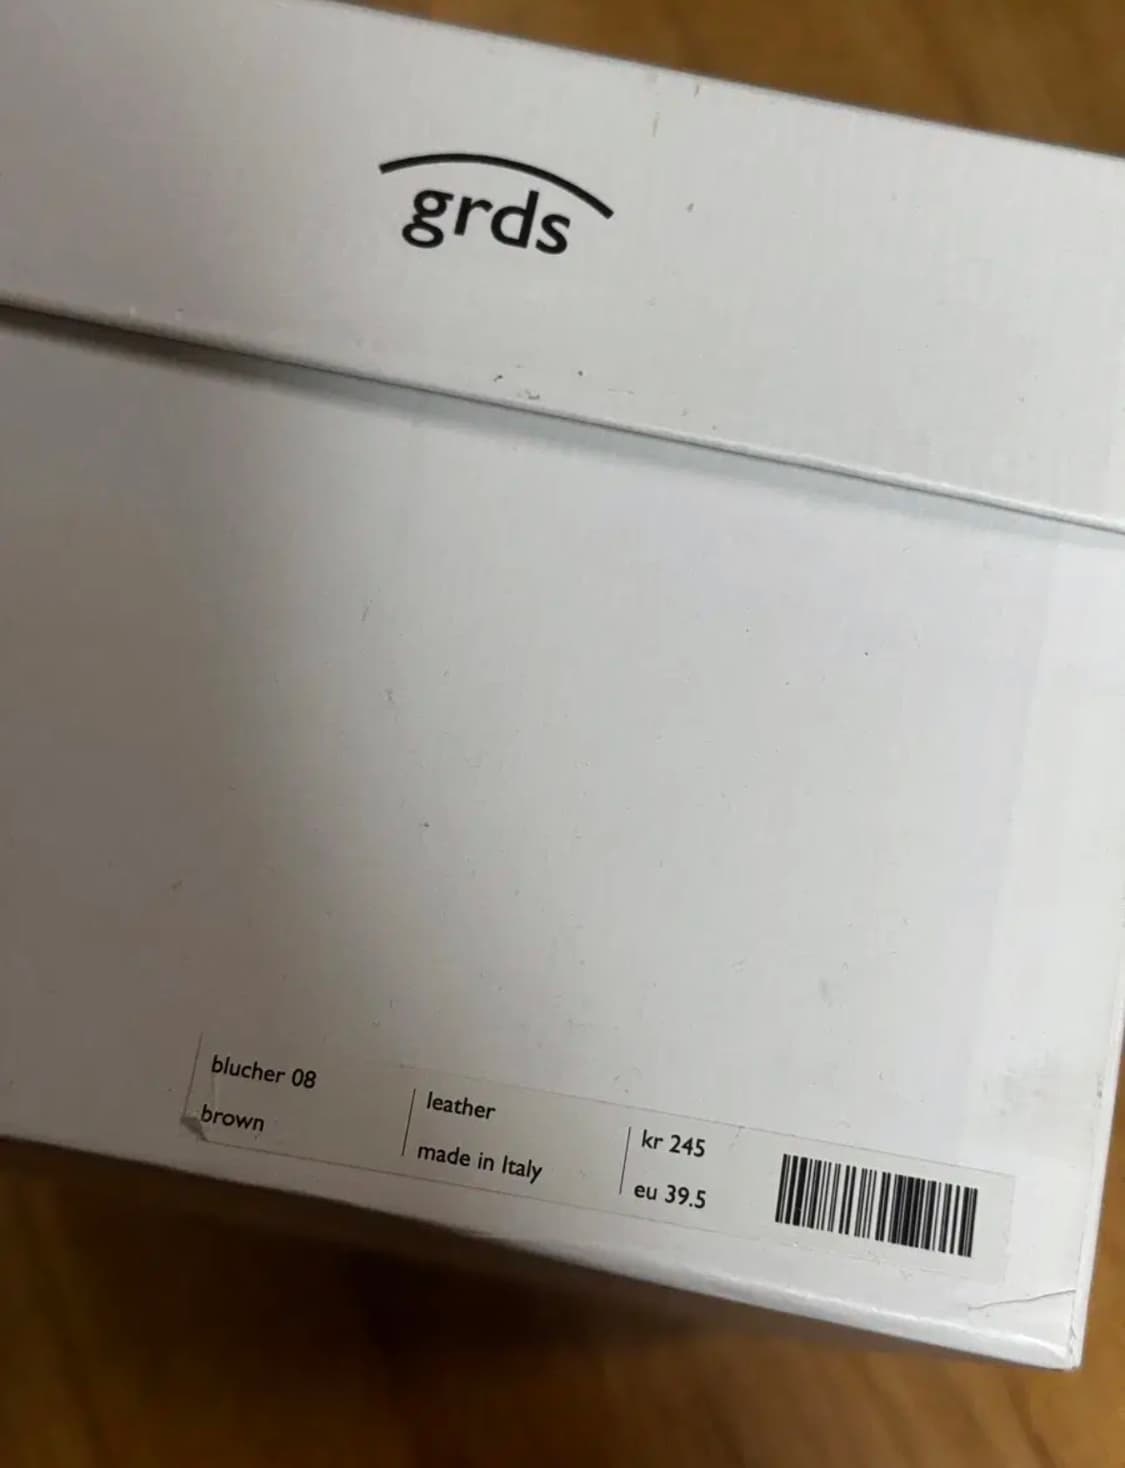 grds
blucher 08
brown
leather
made in Italy
kr 245
eu 39.5